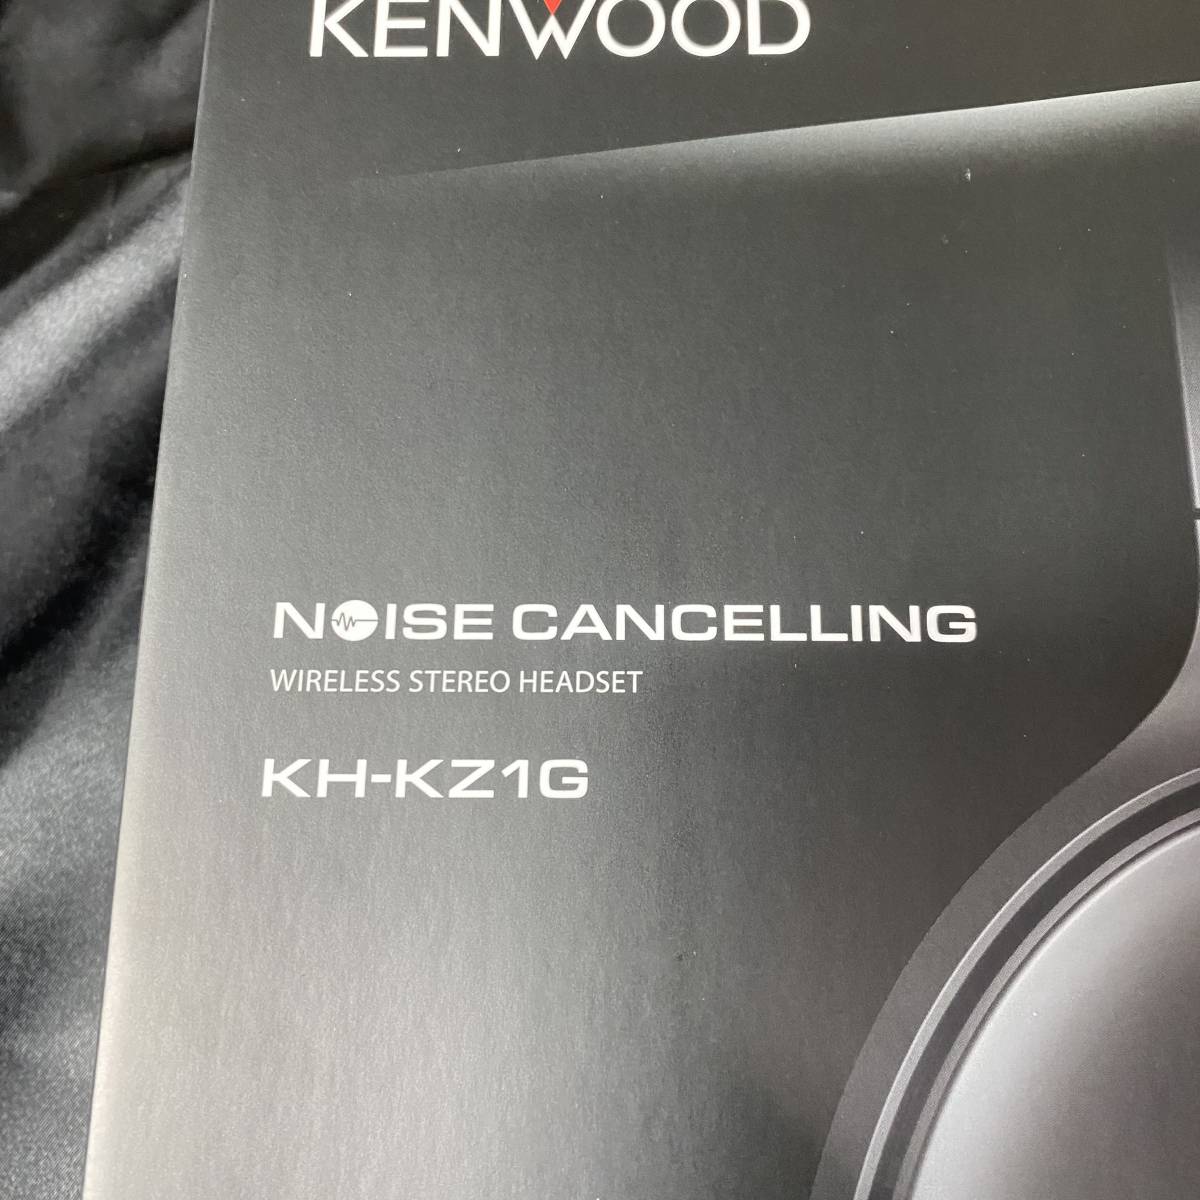 KENWOOD
NOISE CANCELLING
WIRELESS STEREO HEADSET
KH-KZ1G